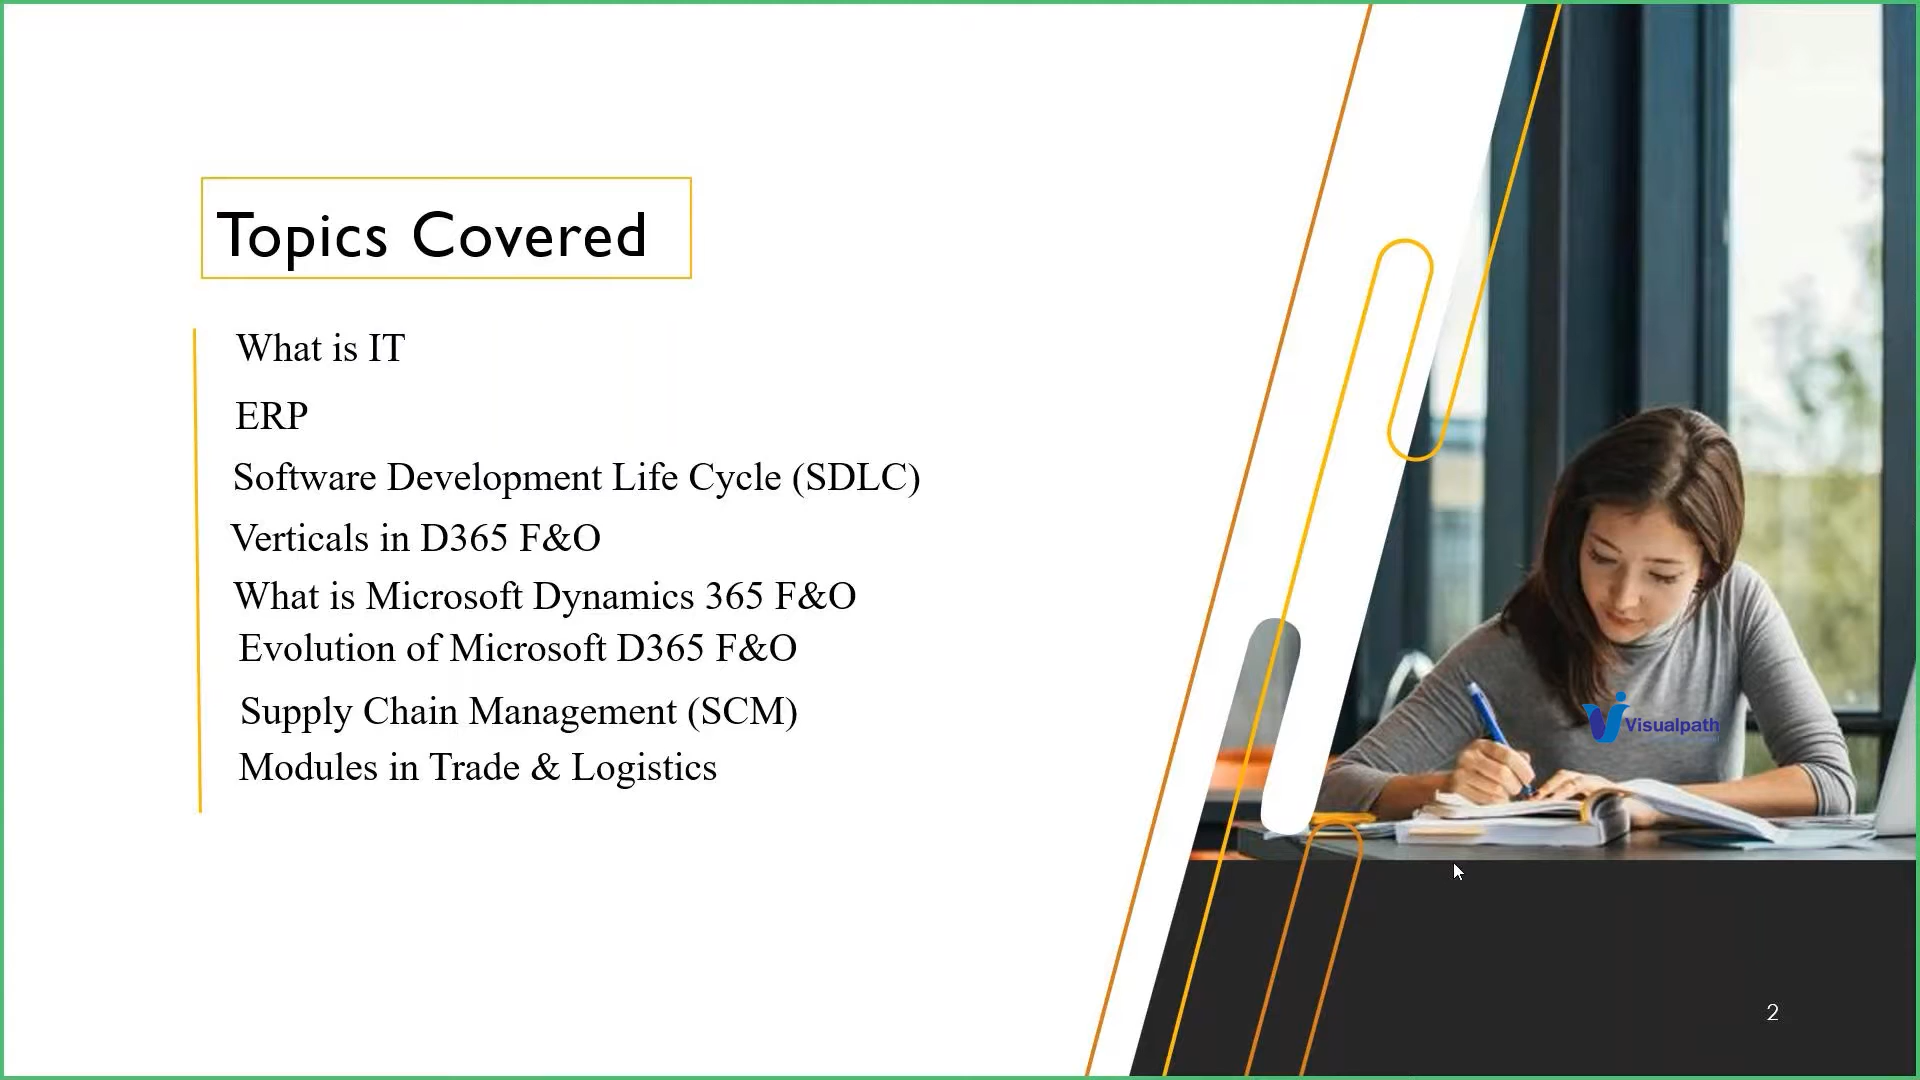 Topics Covered
What is IT
ERP
Software Development Life Cycle (SDLC)
Verticals in D365 F&O
What is Microsoft Dynamics 365 F&O
Evolution of Microsoft D365 F&O
Supply Chain Management (SCM)
Modules in Trade & Logistics
Visualpath
2